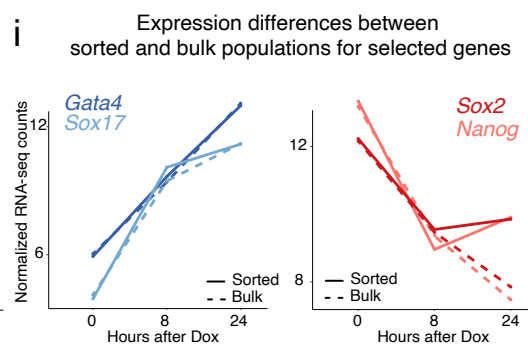 i
Expression differences between
sorted and bulk populations for selected genes
Normalized RNA-seq counts
12
6
Gata4
Sox17
Sorted
Bulk
0 8 24
Hours after Dox
12
8
Sox2
Nanog
Sorted
Bulk
0 8 24
Hours after Dox